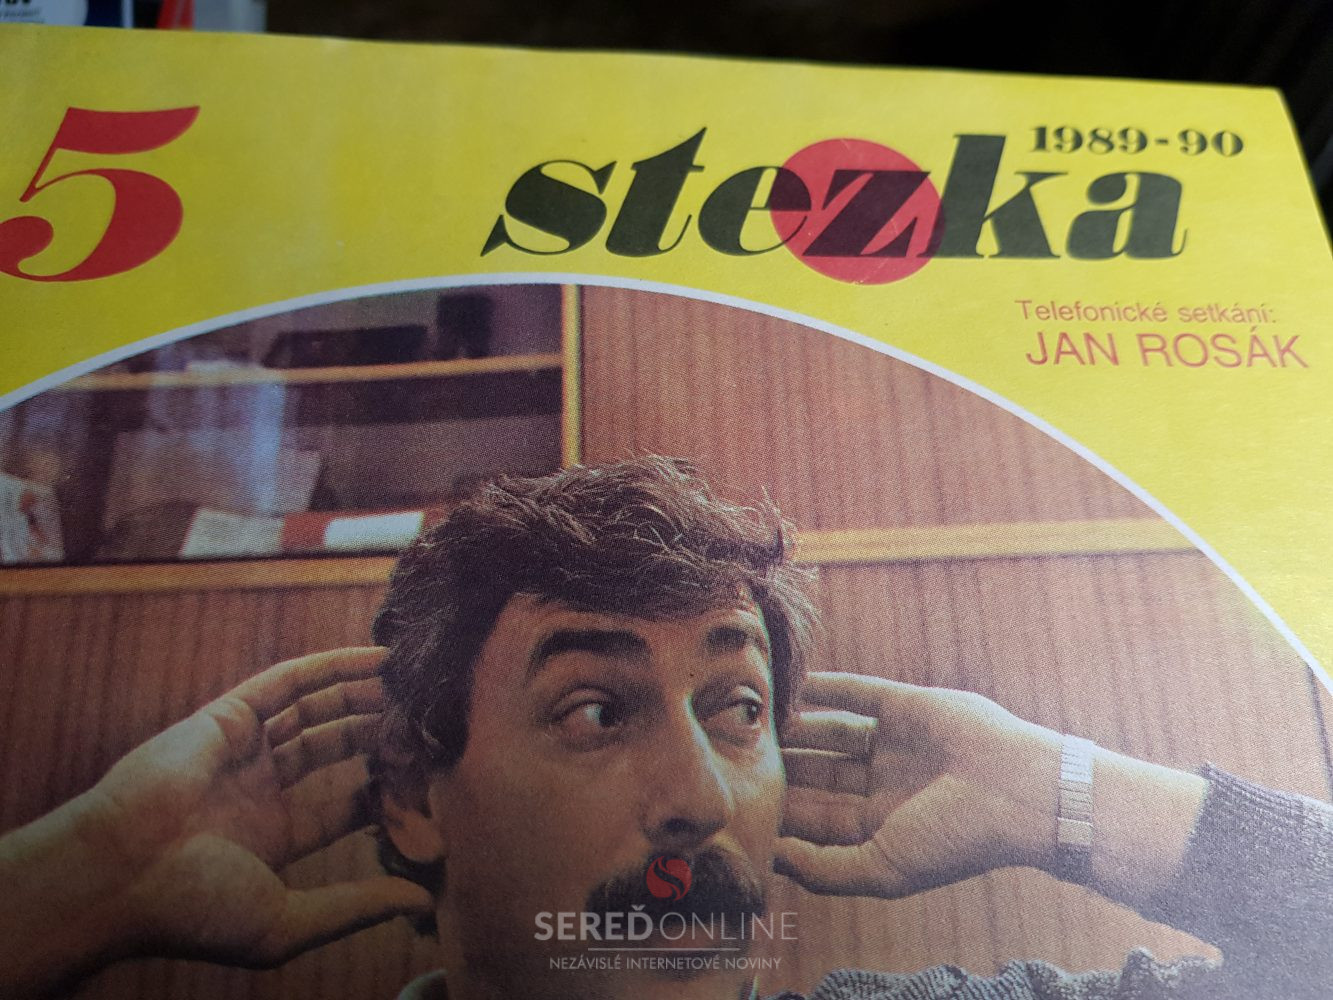 5
1989-90
stezka
Telefonické setkání:
JAN ROSÁK
SEREĎONLINE
NEZÁVISLÉ INTERNETOVÉ NOVINY